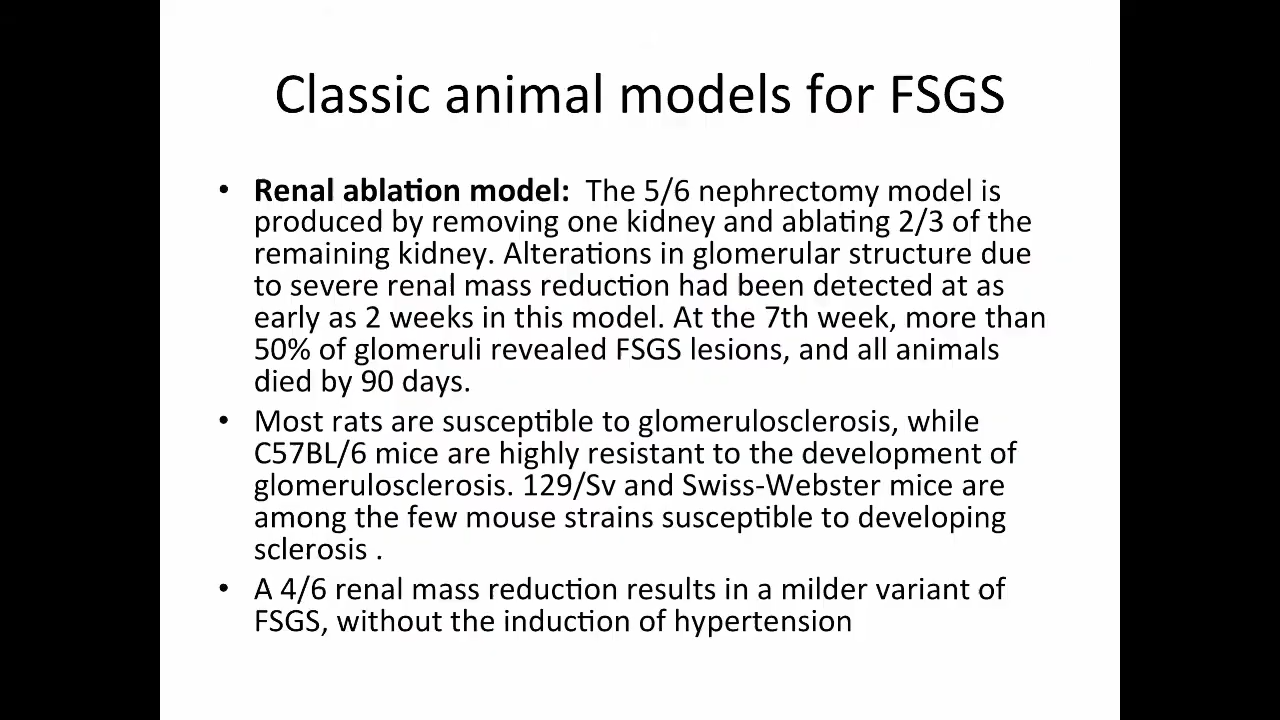 Classic animal models for FSGS
• Renal ablation model: The 5/6 nephrectomy model is
produced by removing one kidney and ablating 2/3 of the
remaining kidney. Alterations in glomerular structure due
to severe renal mass reduction had been detected at as
early as 2 weeks in this model. At the 7th week, more than
50% of glomeruli revealed FSGS lesions, and all animals
died by 90 days.
• Most rats are susceptible to glomerulosclerosis, while
C57BL/6 mice are highly resistant to the development of
glomerulosclerosis. 129/Sv and Swiss-Webster mice are
among the few mouse strains susceptible to developing
sclerosis .
• A 4/6 renal mass reduction results in a milder variant of
FSGS, without the induction of hypertension